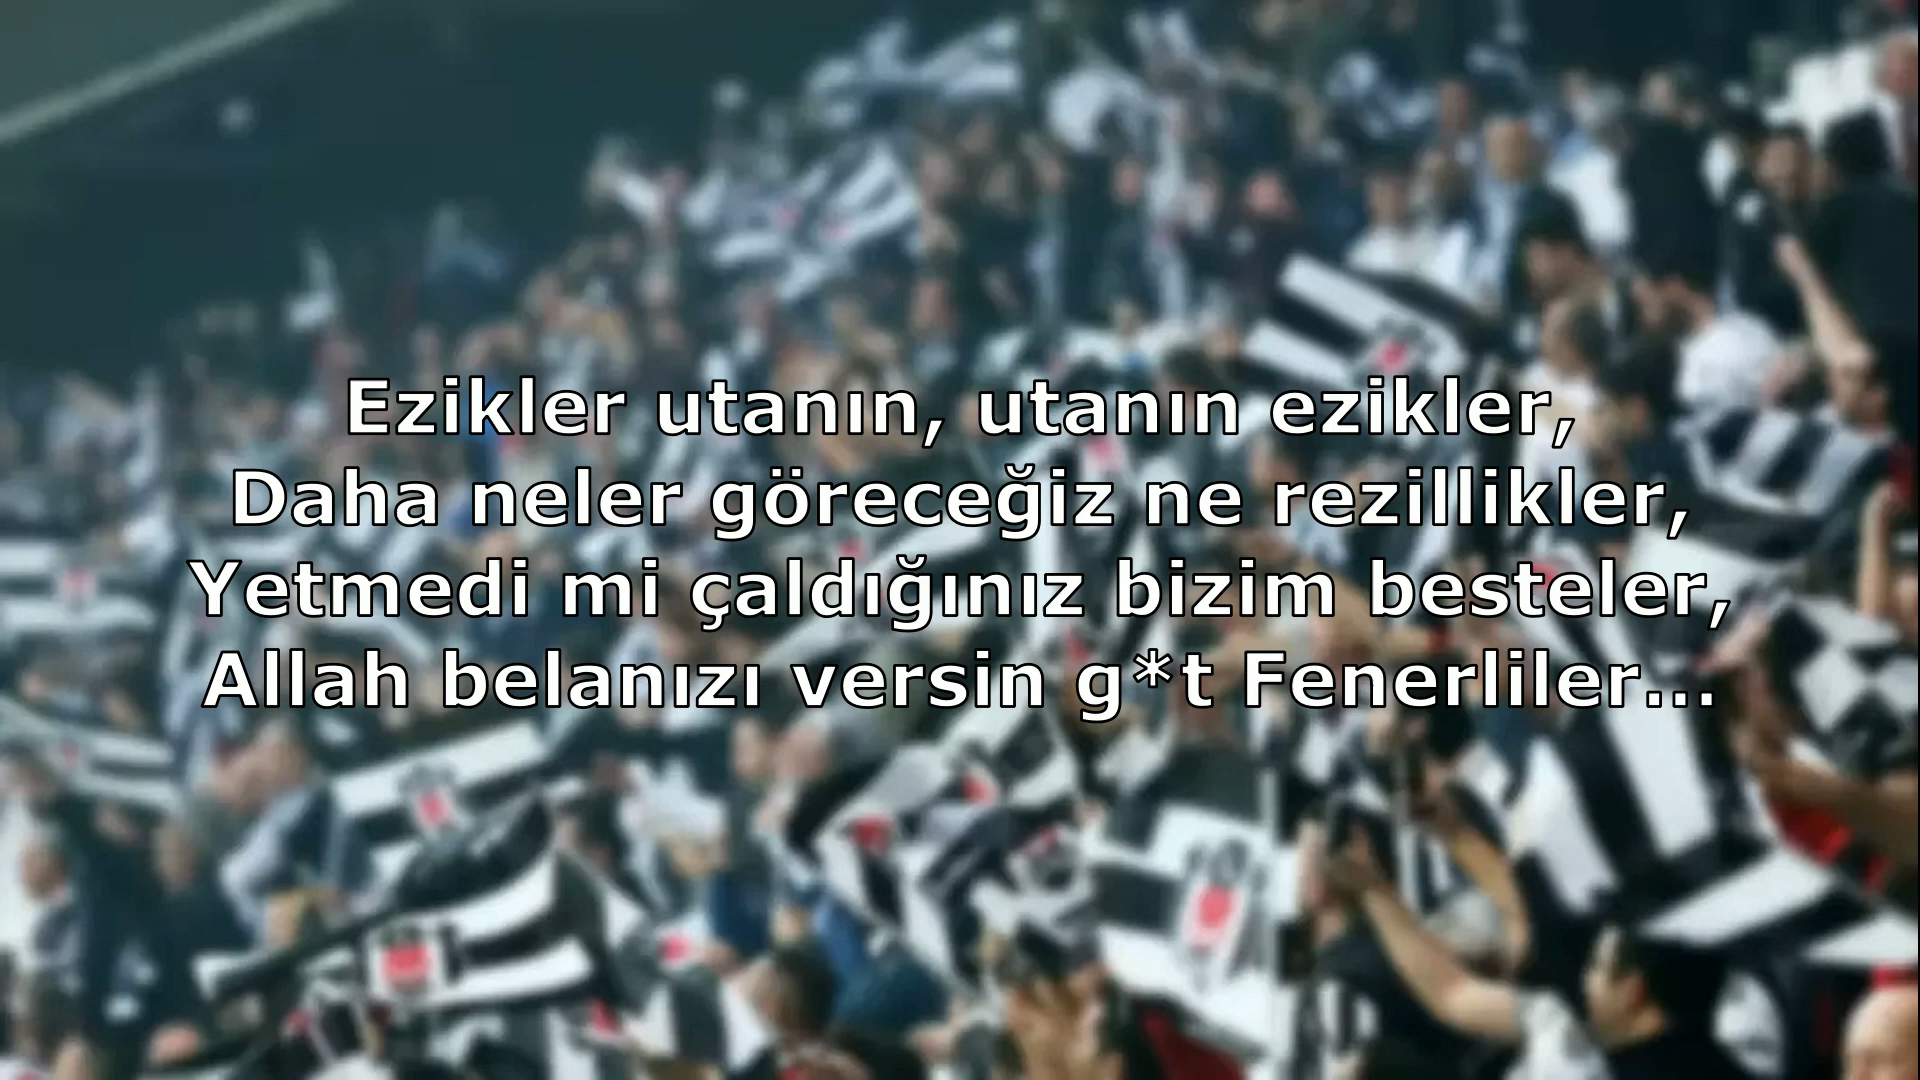 Ezikler utanın, utanın ezikler,
Daha neler göreceğiz ne rezillikler,
Yetmedi mi çaldığınız bizim besteler,
Allah belanızı versin g*t Fenerliler...